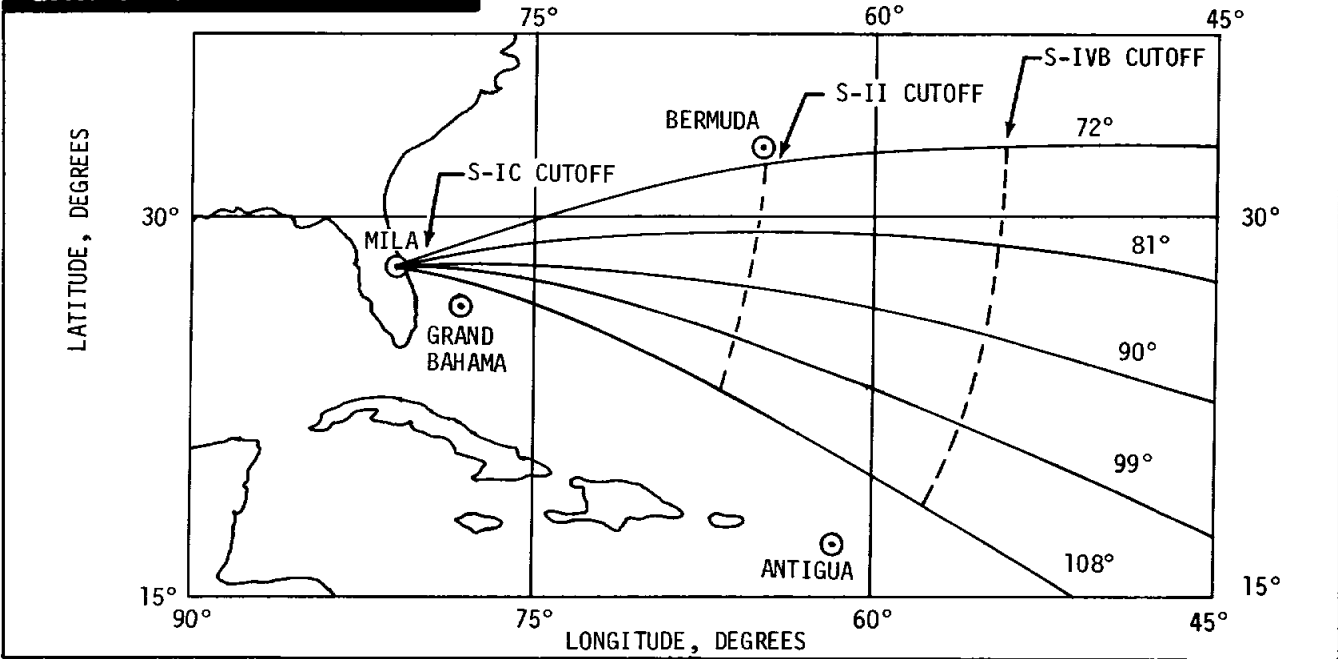 75°
60°
45°
S-IVB CUTOFF
S-II CUTOFF
BERMUDA
72°
S-IC CUTOFF
30°
30°
MILA
81°
LATITUDE, DEGREES
GRAND
BAHAMA
90°
99°
ANTIGUA
108°
15°
15°
90°
75°
60°
45°
LONGITUDE, DEGREES